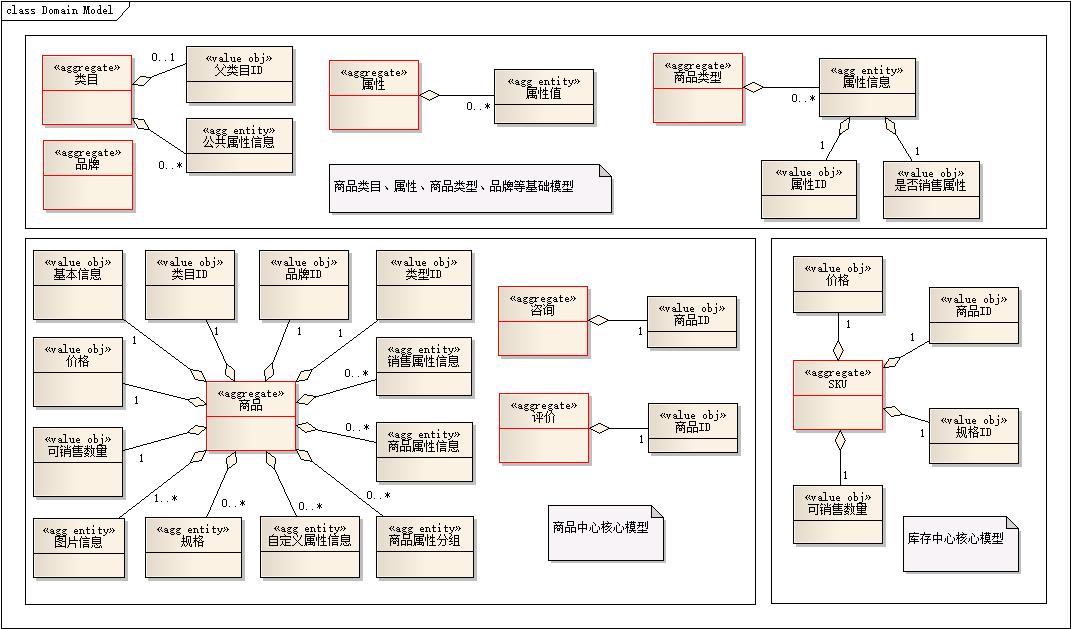 class Domain Model
«aggregate»
类目
0..1
«value obj»
父类目ID
«agg entity»
公共属性信息
0..*
«aggregate»
品牌
«aggregate»
属性
0..*
«agg entity»
属性值
«aggregate»
商品类型
0..*
«agg entity»
属性信息
1
1
«value obj»
属性ID
«value obj»
是否销售属性
商品类目、属性、商品类型、品牌等基础模型
«value obj»
基本信息
«value obj»
类目ID
«value obj»
品牌ID
«value obj»
类型ID
1
1
1
1
«value obj»
价格
1
«agg entity»
销售属性信息
0..*
«aggregate»
商品
«value obj»
可销售数量
1
0..*
«agg entity»
商品属性信息
1..*
0..*
0..*
0..*
«agg entity»
图片信息
«agg entity»
规格
«agg entity»
自定义属性信息
«agg entity»
商品属性分组
«aggregate»
咨询
1
«value obj»
商品ID
«aggregate»
评价
1
«value obj»
商品ID
商品中心核心模型
«value obj»
价格
1
«value obj»
商品ID
1
«aggregate»
SKU
«value obj»
规格ID
1
1
«value obj»
可销售数量
库存中心核心模型